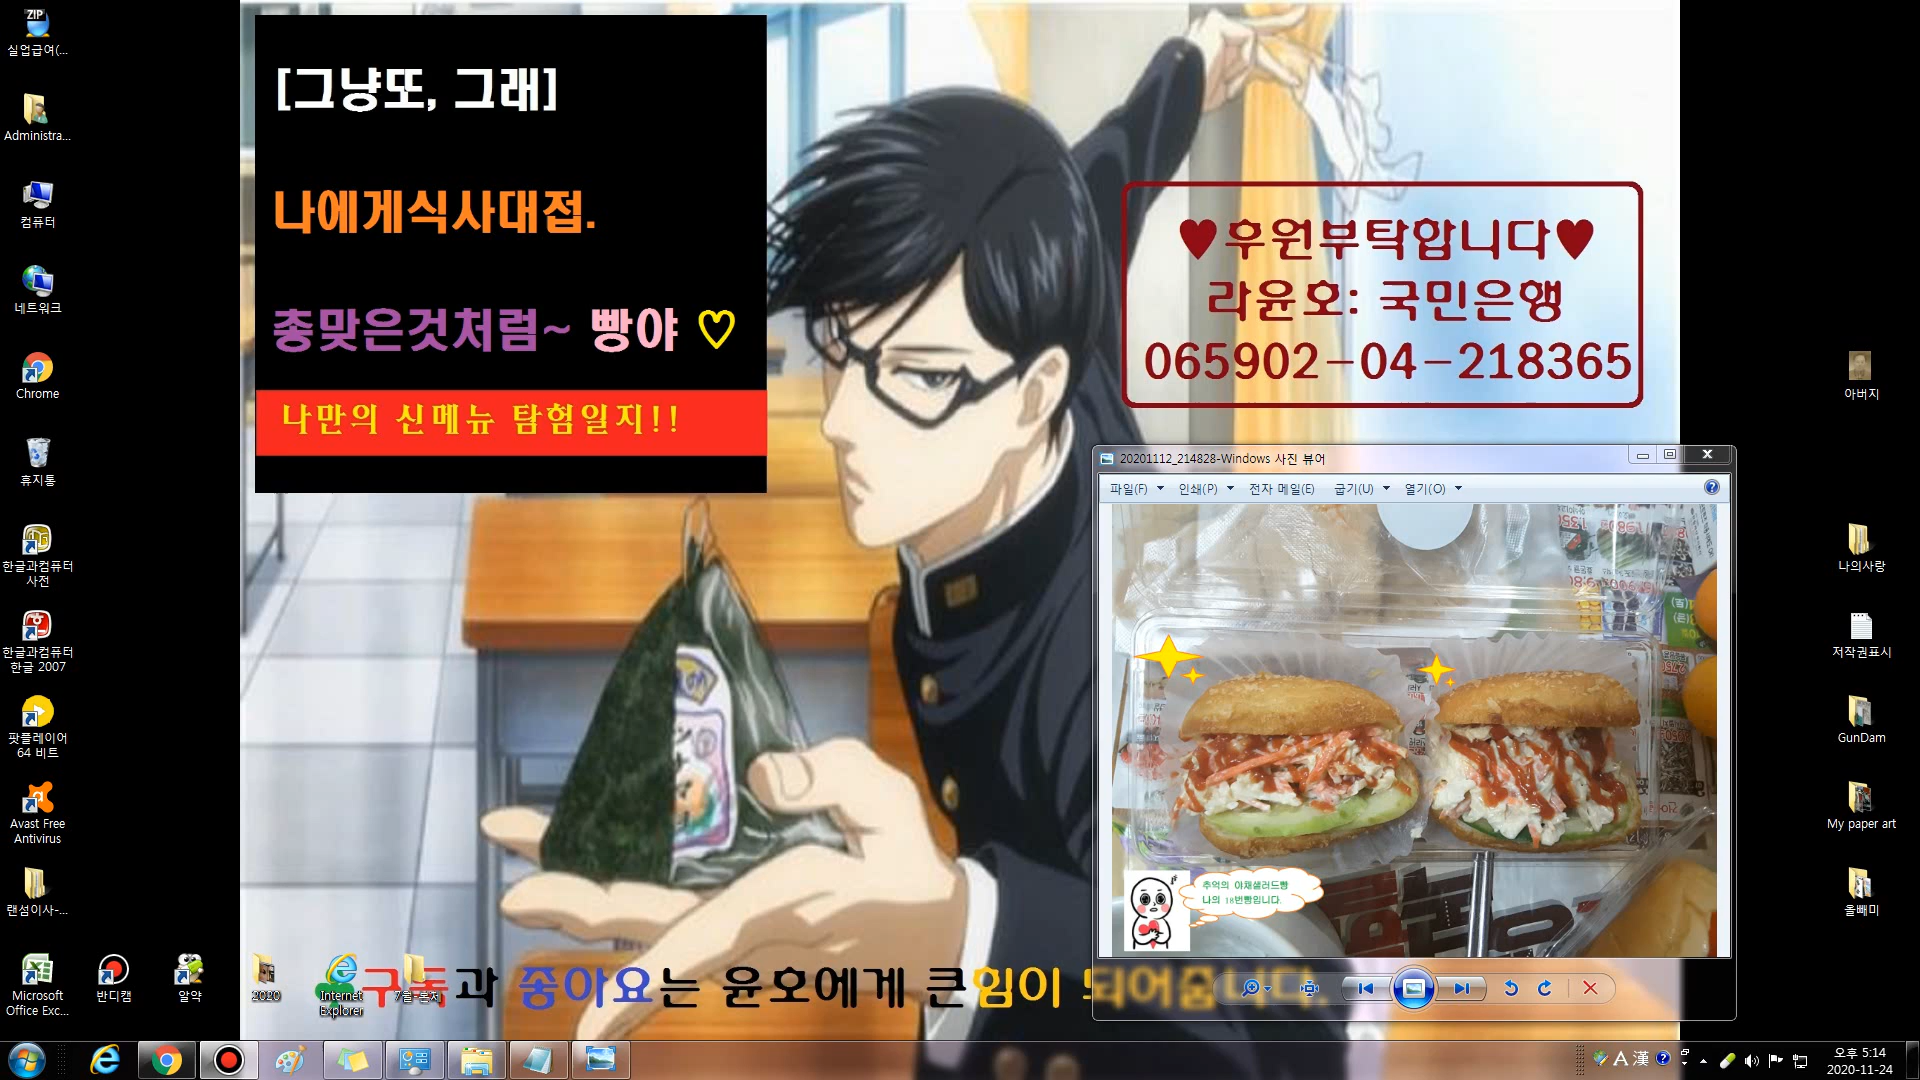 실업급여(...
Administra...
컴퓨터
네트워크
Chrome
휴지통
한글과컴퓨터
사전
한글과컴퓨터
한글 2007
팟플레이어
64 비트
Avast Free
Antivirus
랜섬이사-...
Microsoft
Office Exc...
반디캠
알약
2020
Internet
Explorer
[그냥또, 그래]
나에게식사대접.
총맞은것처럼~ 빵야 ♡
나만의 신메뉴 탐험일지!!
♥후원부탁합니다♥
라윤호: 국민은행
065902-04-218365
20201112_214828-Windows 사진 뷰어
파일(F) 인쇄(P) 전자 메일(E) 굽기(U) 열기(O)
추억의 야채샐러드빵
나의 18번빵입니다.
구독과 좋아요는 윤호에게 큰힘이 되어줍니다.
아버지
나의사랑
저작권표시
GunDam
My paper art
올빼미
A 漢
오후 5:14
2020-11-24